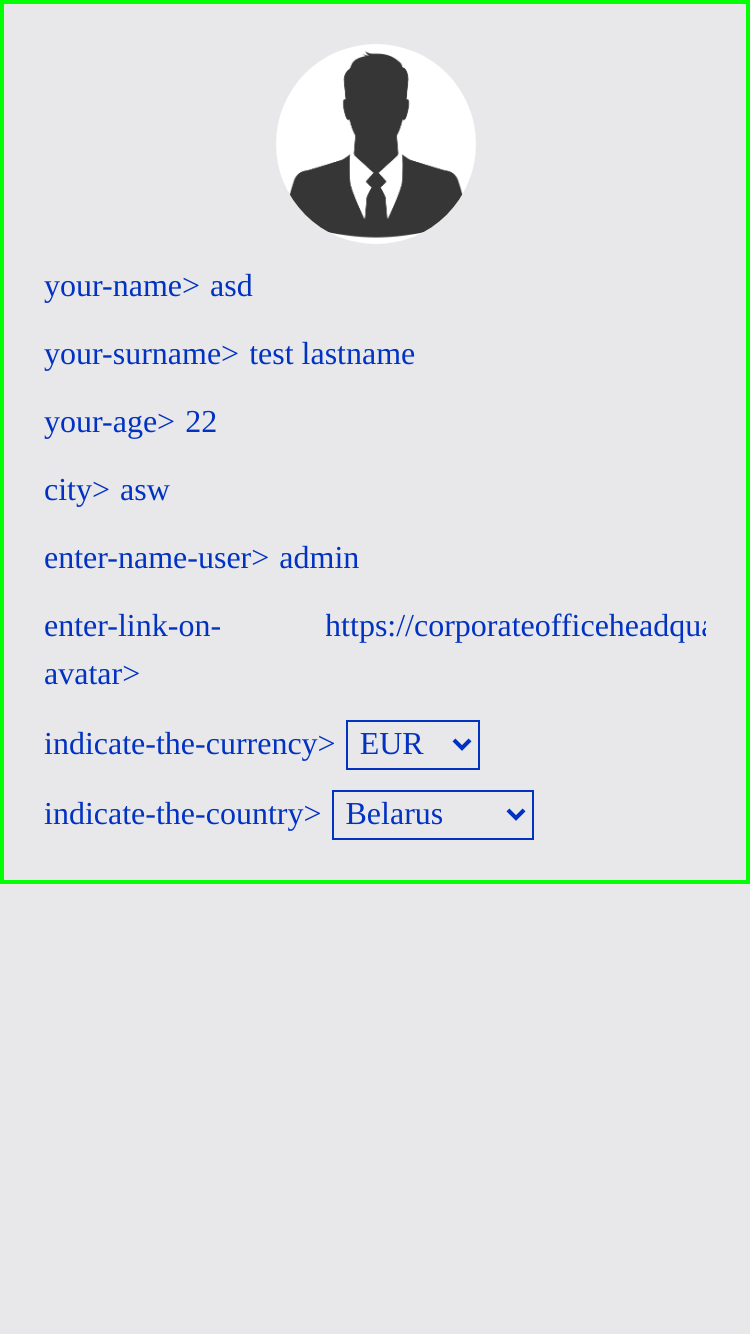 your-name> asd
your-surname> test lastname
your-age> 22
city> asw
enter-name-user> admin
enter-link-on- https://corporateofficeheadqua
avatar>
indicate-the-currency> EUR
indicate-the-country> Belarus